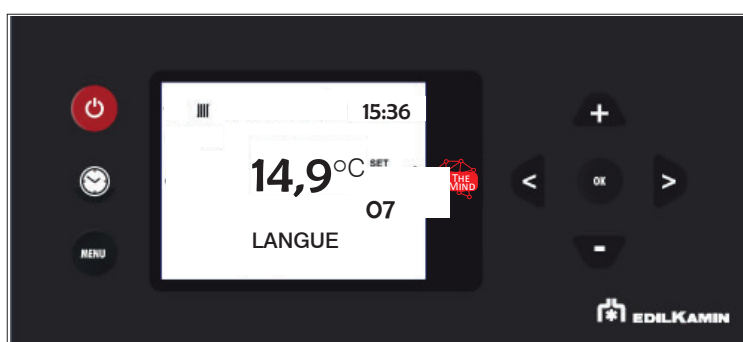 15:36
14,9°C SET
07
LANGUE
MENU
THE
MIND
+
< OK >
-
EDILKAMIN